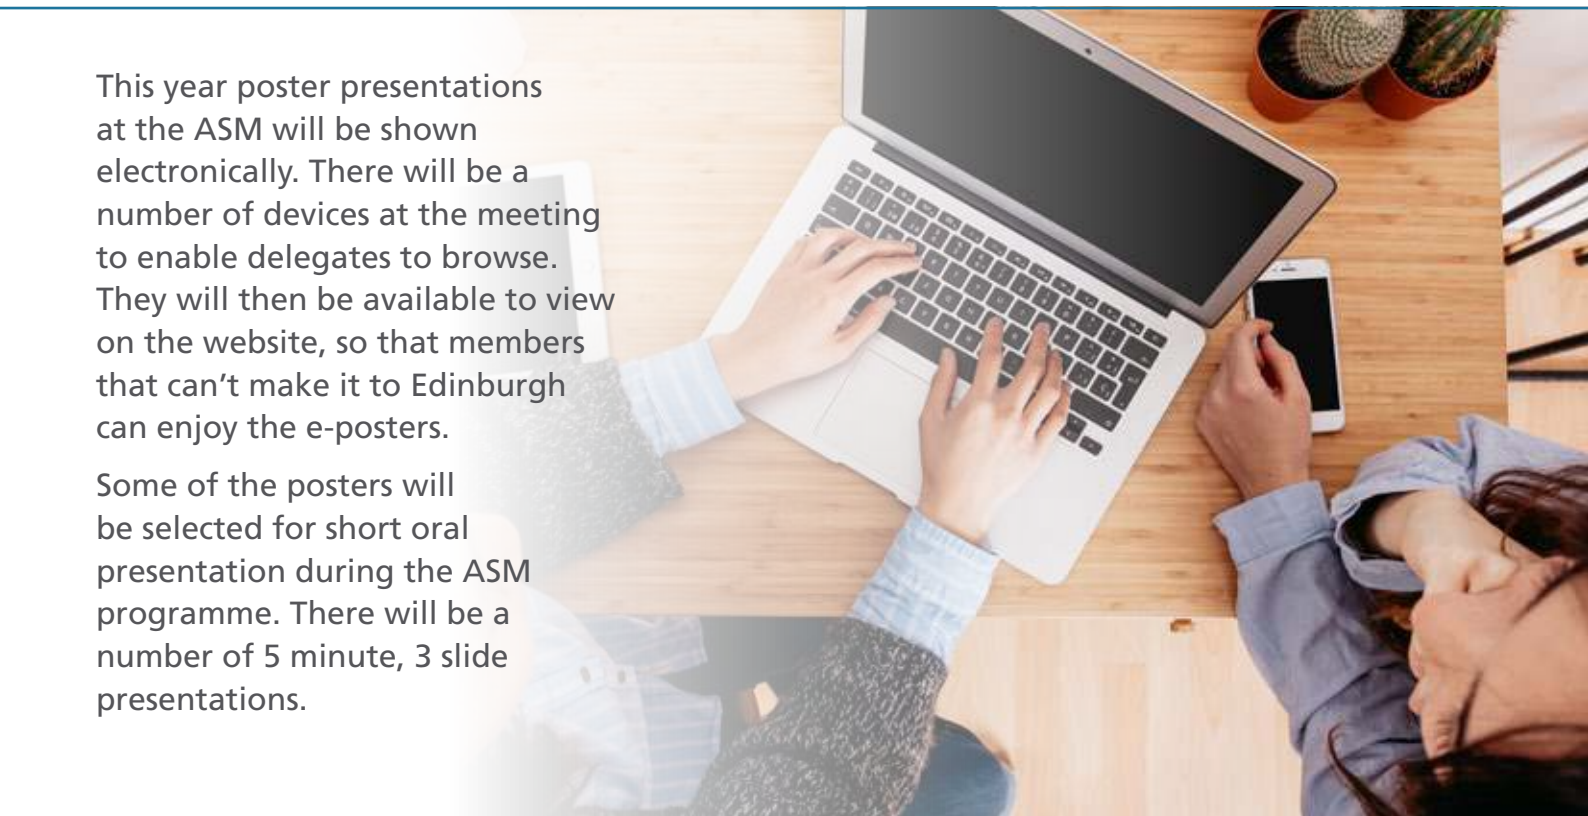 This year poster presentations
at the ASM will be shown
electronically. There will be a
number of devices at the meeting
to enable delegates to browse.
They will then be available to view
on the website, so that members
that can’t make it to Edinburgh
can enjoy the e-posters.
Some of the posters will
be selected for short oral
presentation during the ASM
programme. There will be a
number of 5 minute, 3 slide
presentations.